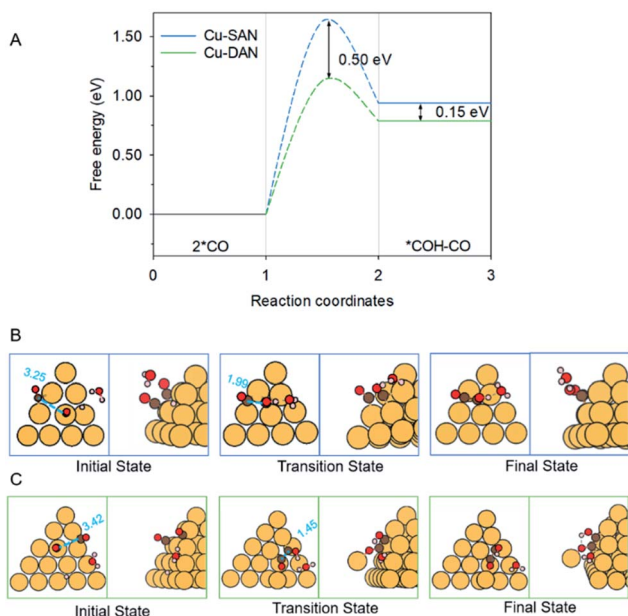 A
Cu-SAN
Cu-DAN
1.50
1.00
0.50
0.00
Free energy (eV)
0.50 eV
0.15 eV
2*CO
*COH-CO
0
1
2
3
Reaction coordinates
B
3.25
1.99
Initial State
Transition State
Final State
C
3.42
1.45
Initial State
Transition State
Final State